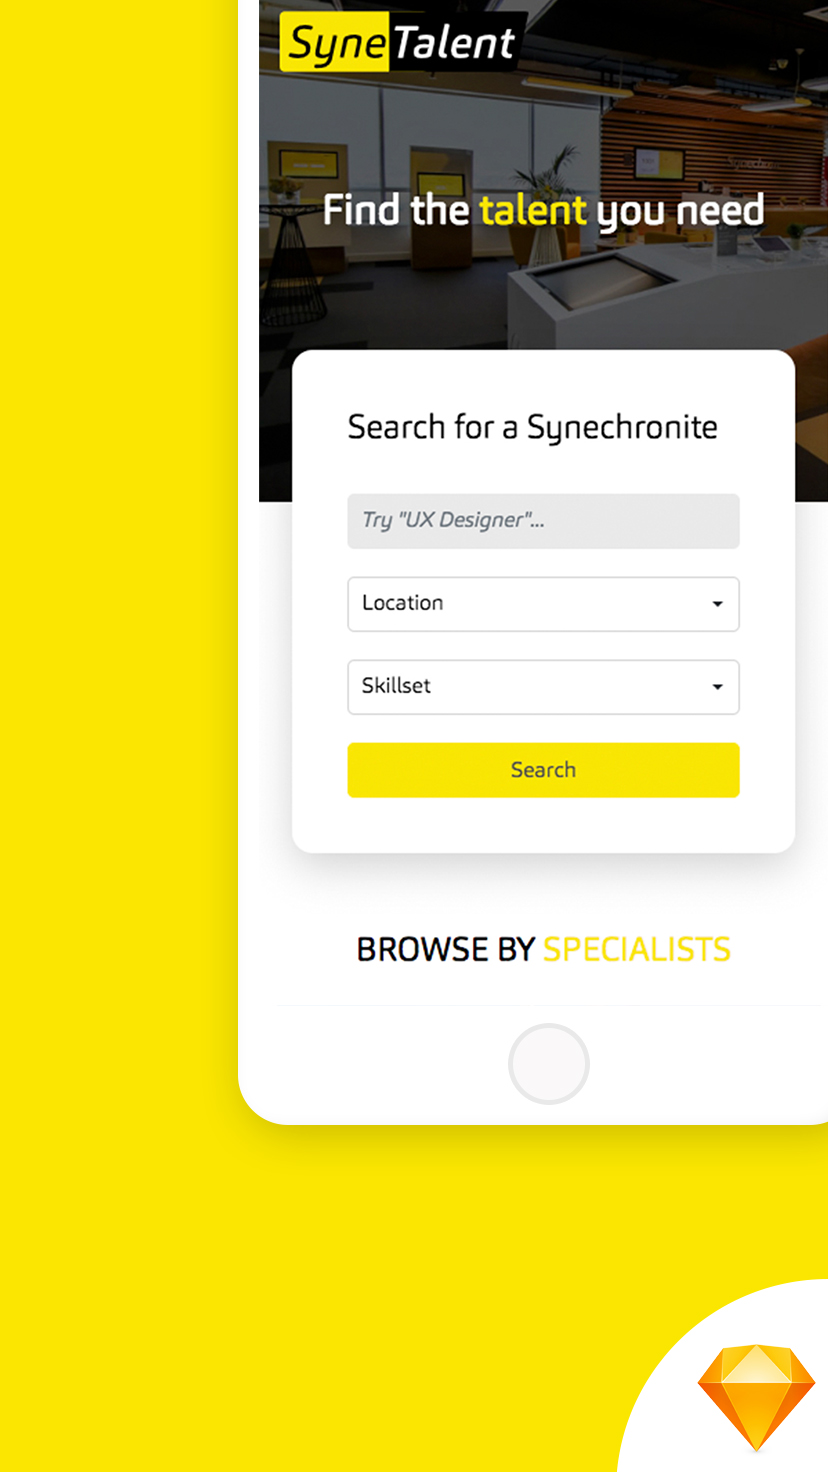 SyneTalent
Find the talent you need
Search for a Synechronite
Try "UX Designer"...
Location
Skillset
Search
BROWSE BY SPECIALISTS